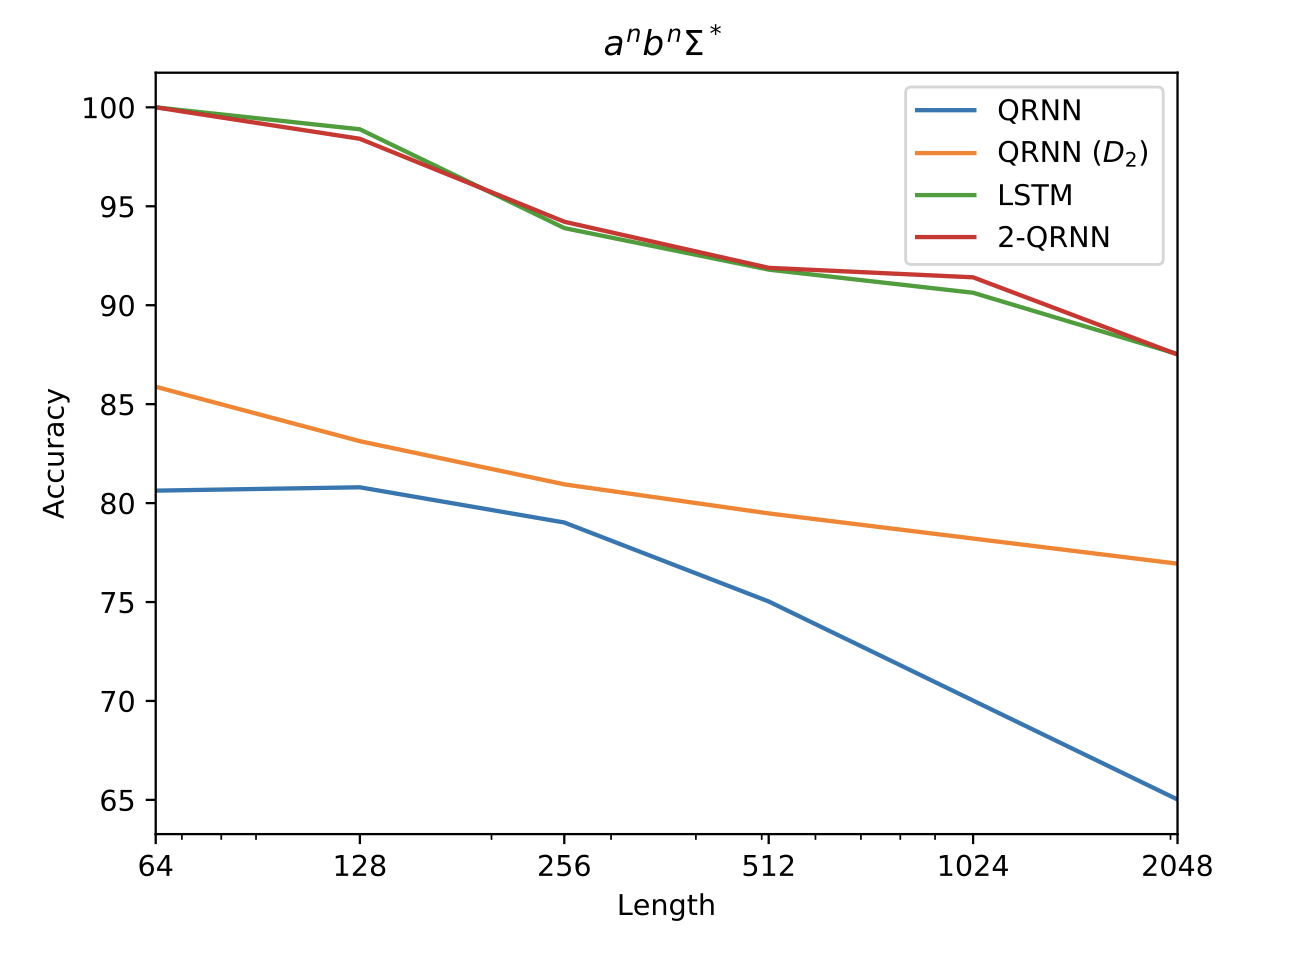 aⁿbⁿΣ*
QRNN
QRNN (D₂)
LSTM
2-QRNN
100
95
90
85
80
75
70
65
Accuracy
64 128 256 512 1024 2048
Length